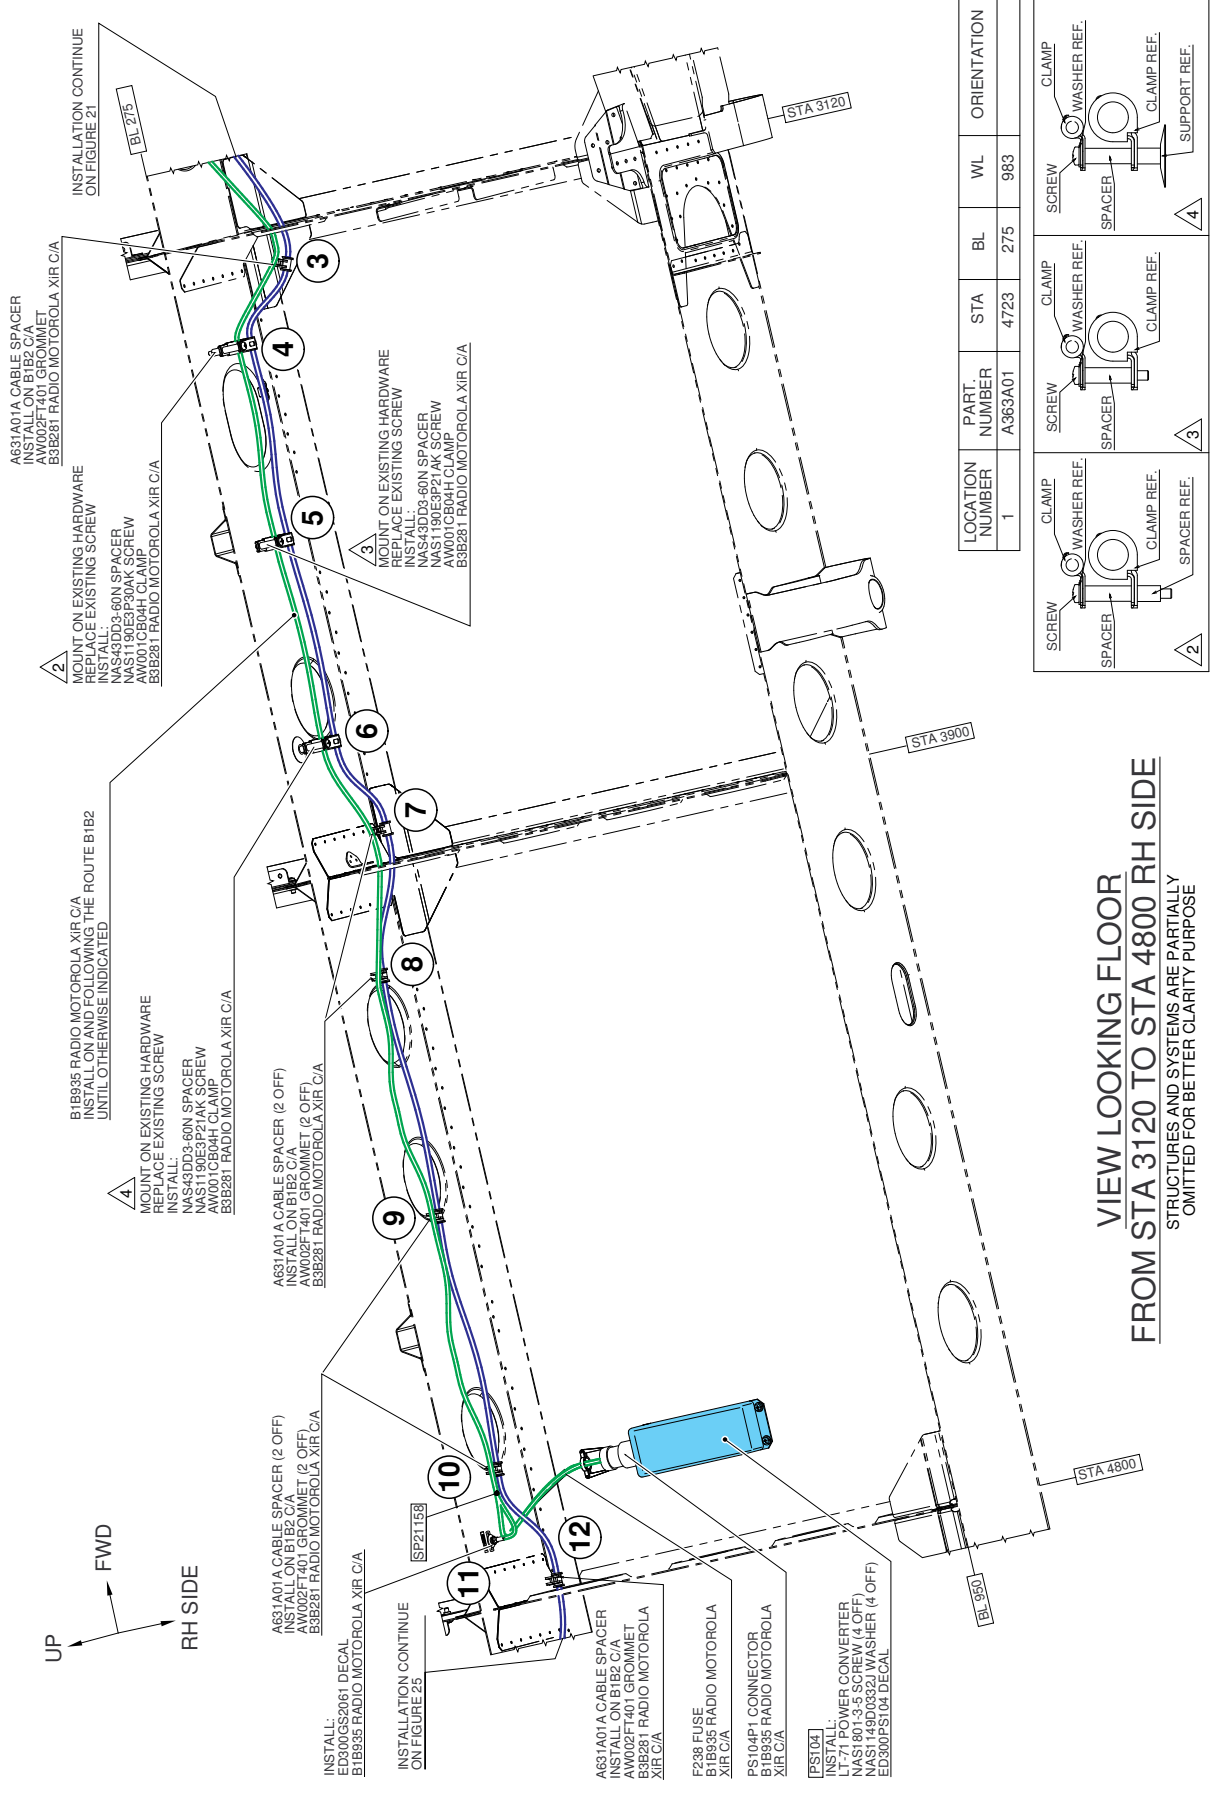 UP
FWD
RH SIDE
INSTALL:
ED300GS2061 DECAL
B1B935 RADIO MOTOROLA XiR C/A
INSTALLATION CONTINUE
ON FIGURE 25
A631A01A CABLE SPACER
INSTALL ON B1B2 C/A
AW002FT401 GROMMET
B3B281 RADIO MOTOROLA
XiR C/A
F238 FUSE
B1B935 RADIO MOTOROLA
XiR C/A
PS104P1 CONNECTOR
B1B935 RADIO MOTOROLA
XiR C/A
PS104
INSTALL:
LT-71 POWER CONVERTER
NAS1801-3-5 SCREW (4 OFF)
NAS1149D0332J WASHER (4 OFF)
ED300PS104 DECAL
A631A01A CABLE SPACER (2 OFF)
INSTALL ON B1B2 C/A
AW002FT401 GROMMET (2 OFF)
B3B281 RADIO MOTOROLA XiR C/A
SP21158
A631A01A CABLE SPACER (2 OFF)
INSTALL ON B1B2 C/A
AW002FT401 GROMMET (2 OFF)
B3B281 RADIO MOTOROLA XiR C/A
4
MOUNT ON EXISTING HARDWARE
REPLACE EXISTING SCREW
INSTALL:
NAS43DD3-60N SPACER
NAS1190E3P21AK SCREW
AW001CB04H CLAMP
B3B281 RADIO MOTOROLA XiR C/A
B1B935 RADIO MOTOROLA XiR C/A
INSTALL ON AND FOLLOWING THE ROUTE B1B2
UNTIL OTHERWISE INDICATED
2
MOUNT ON EXISTING HARDWARE
REPLACE EXISTING SCREW
INSTALL:
NAS43DD3-60N SPACER
NAS1190E3P30AK SCREW
AW001CB04H CLAMP
B3B281 RADIO MOTOROLA XiR C/A
A631A01A CABLE SPACER
INSTALL ON B1B2 C/A
AW002FT401 GROMMET
B3B281 RADIO MOTOROLA XiR C/A
INSTALLATION CONTINUE
ON FIGURE 21
3
MOUNT ON EXISTING HARDWARE
REPLACE EXISTING SCREW
INSTALL:
NAS43DD3-60N SPACER
NAS1190E3P21AK SCREW
AW001CB04H CLAMP
B3B281 RADIO MOTOROLA XiR C/A
BL 275
STA 3120
STA 3900
STA 4800
BL 950
3
4
5
6
7
8
9
10
11
12
VIEW LOOKING FLOOR
FROM STA 3120 TO STA 4800 RH SIDE
STRUCTURES AND SYSTEMS ARE PARTIALLY
OMITTED FOR BETTER CLARITY PURPOSE
LOCATION NUMBER PART. NUMBER STA BL WL ORIENTATION
1 A363A01 4723 275 983
SCREW
CLAMP
WASHER REF.
SPACER
CLAMP REF.
SPACER REF.
2
SCREW
CLAMP
WASHER REF.
SPACER
CLAMP REF.
3
SCREW
CLAMP
WASHER REF.
SPACER
CLAMP REF.
SUPPORT REF.
4